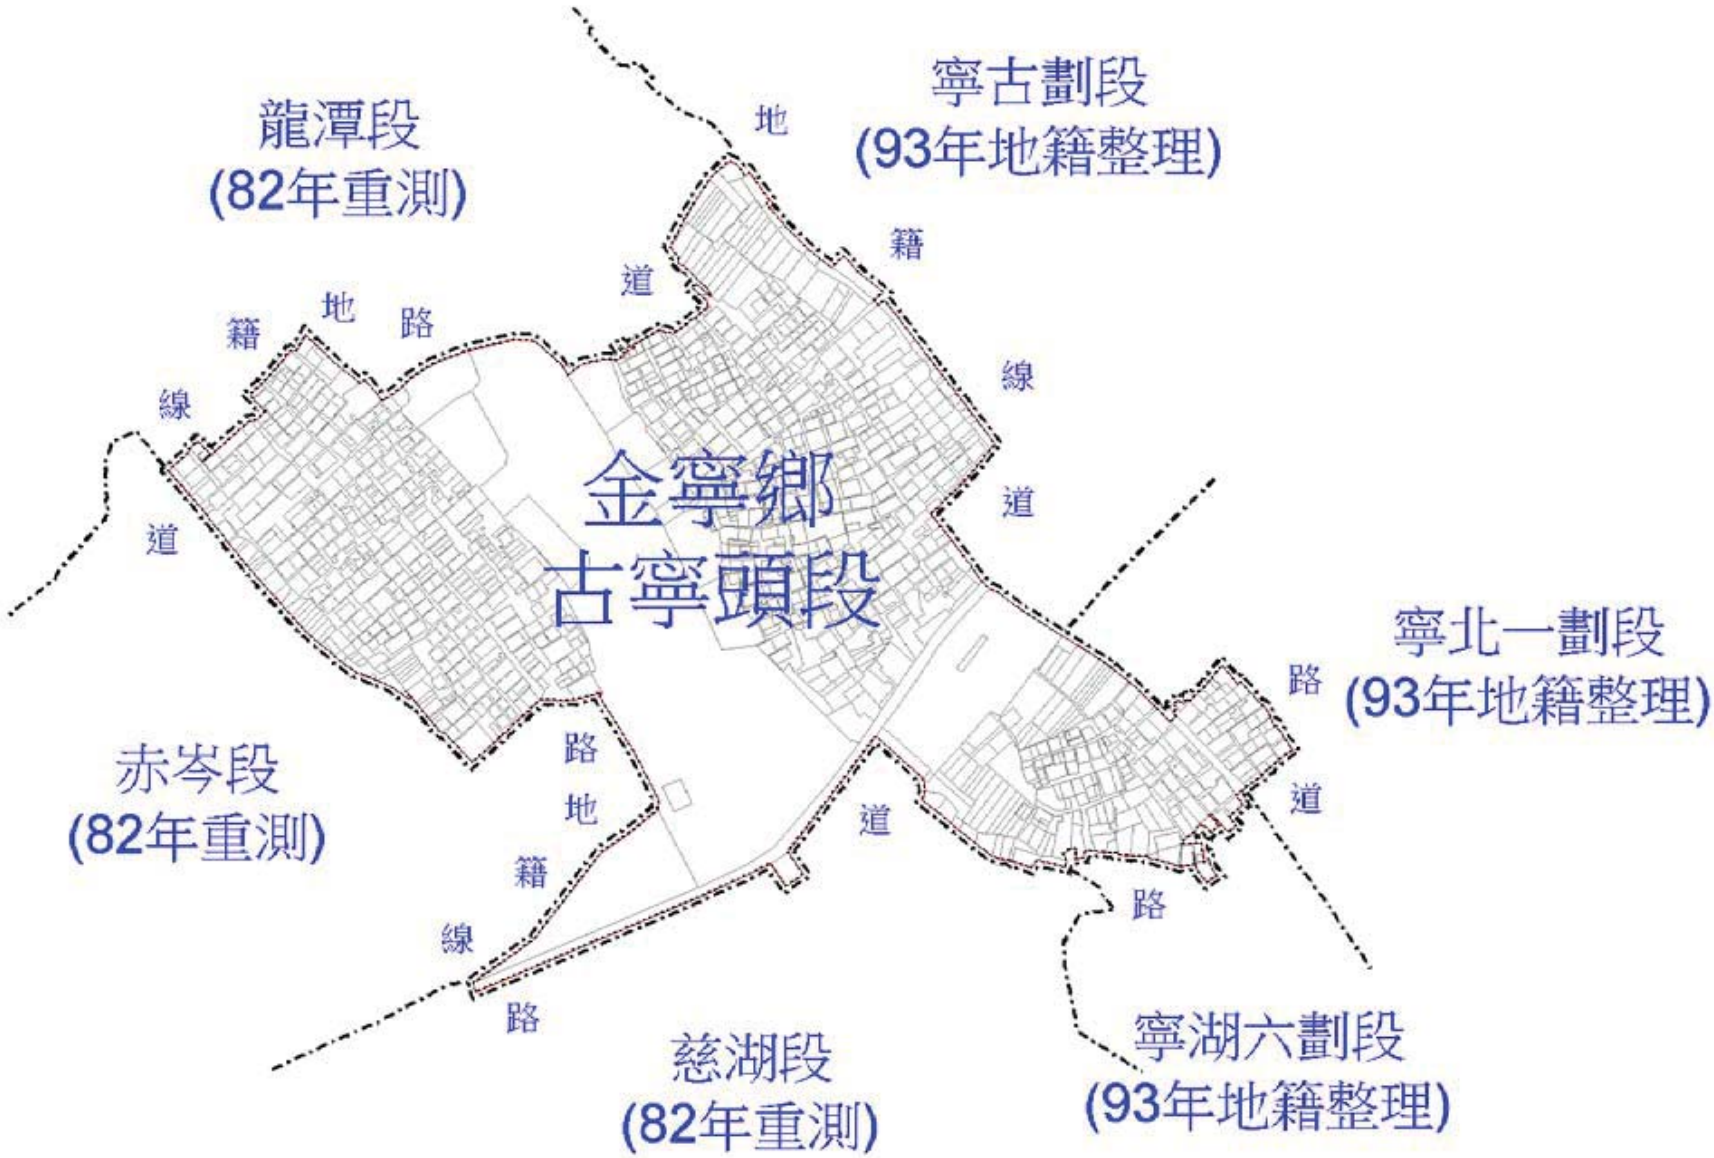 寧古劃段
(93年地籍整理)
龍潭段
(82年重測)
地
籍
線
道
道
路
地
籍
線
道
金寧鄉
古寧頭段
寧北一劃段
(93年地籍整理)
路
道
赤岑段
(82年重測)
路
地
籍
線
道
路
路
慈湖段
(82年重測)
寧湖六劃段
(93年地籍整理)